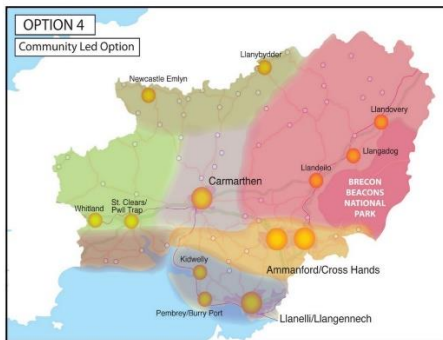 OPTION 4
Community Led Option
Llanybydder
Newcastle Emlyn
Llandovery
Llangadog
Llandeilo
BRECON
BEACONS
NATIONAL
PARK
Carmarthen
St. Clears/
Pwll Trap
Whitland
Ammanford/Cross Hands
Kidwelly
Pembrey/Burry Port
Llanelli/Llangennech